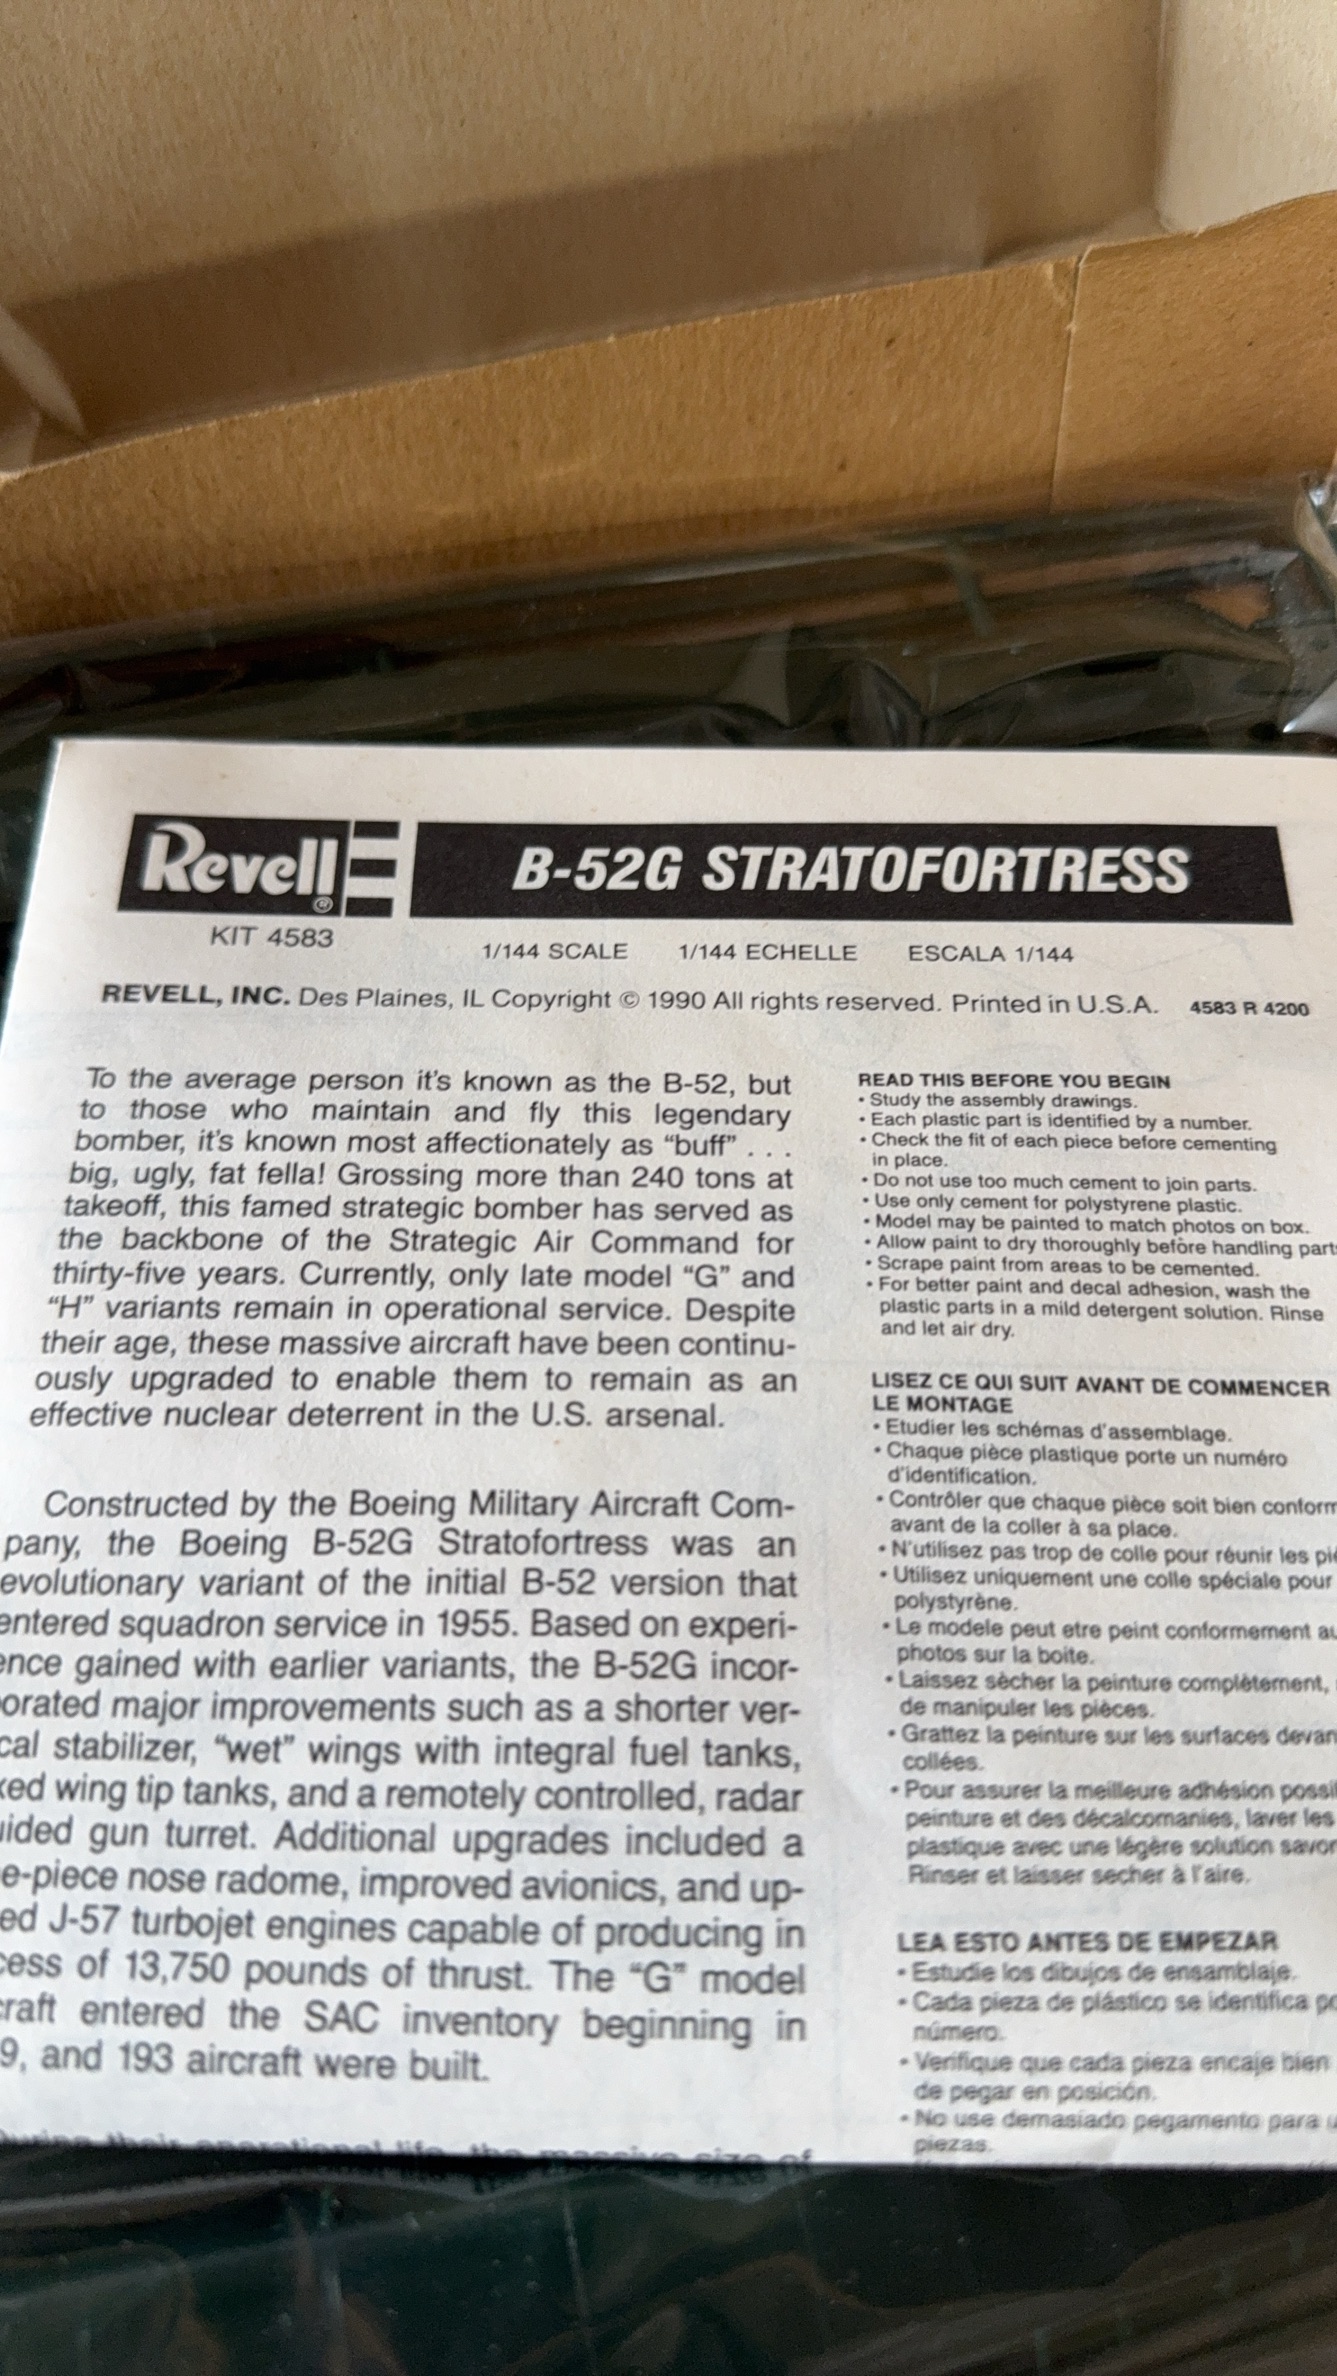 Revell®
B-52G STRATOFORTRESS
KIT 4583
1/144 SCALE 1/144 ECHELLE ESCALA 1/144
REVELL, INC. Des Plaines, IL Copyright © 1990 All rights reserved. Printed in U.S.A. 4583 R 4200
To the average person it's known as the B-52, but
to those who maintain and fly this legendary
bomber, it's known most affectionately as “buff” . . .
big, ugly, fat fella! Grossing more than 240 tons at
takeoff, this famed strategic bomber has served as
the backbone of the Strategic Air Command for
thirty-five years. Currently, only late model “G” and
“H” variants remain in operational service. Despite
their age, these massive aircraft have been continu-
ously upgraded to enable them to remain as an
effective nuclear deterrent in the U.S. arsenal.
Constructed by the Boeing Military Aircraft Com-
pany, the Boeing B-52G Stratofortress was an
evolutionary variant of the initial B-52 version that
entered squadron service in 1955. Based on experi-
ence gained with earlier variants, the B-52G incor-
orated major improvements such as a shorter ver-
cal stabilizer, “wet” wings with integral fuel tanks,
ked wing tip tanks, and a remotely controlled, radar
uided gun turret. Additional upgrades included a
e-piece nose radome, improved avionics, and up-
ed J-57 turbojet engines capable of producing in
cess of 13,750 pounds of thrust. The “G” model
craft entered the SAC inventory beginning in
9, and 193 aircraft were built.
During their operational life, the massive size of
READ THIS BEFORE YOU BEGIN
• Study the assembly drawings.
• Each plastic part is identified by a number.
• Check the fit of each piece before cementing
in place.
• Do not use too much cement to join parts.
• Use only cement for polystyrene plastic.
• Model may be painted to match photos on box.
• Allow paint to dry thoroughly before handling parts
• Scrape paint from areas to be cemented.
• For better paint and decal adhesion, wash the
plastic parts in a mild detergent solution. Rinse
and let air dry.
LISEZ CE QUI SUIT AVANT DE COMMENCER
LE MONTAGE
• Etudier les schémas d'assemblage.
• Chaque pièce plastique porte un numéro
d'identification.
• Contrôler que chaque pièce soit bien conform
avant de la coller à sa place.
• N'utilisez pas trop de colle pour réunir les piè
• Utilisez uniquement une colle spéciale pour
polystyrène.
• Le modele peut etre peint conformement au
photos sur la boite.
• Laissez sècher la peinture complètement,
de manipuler les pièces.
• Grattez la peinture sur les surfaces devan
collées.
• Pour assurer la meilleure adhésion possil
peinture et des décalcomanies, laver les
plastique avec une légère solution savon
Rinser et laisser secher à l'aire.
LEA ESTO ANTES DE EMPEZAR
• Estudie los dibujos de ensamblaje.
• Cada pieza de plástico se identifica po
número.
• Verifique que cada pieza encaje bien
de pegar en posición.
• No use demasiado pegamento para u
piezas.